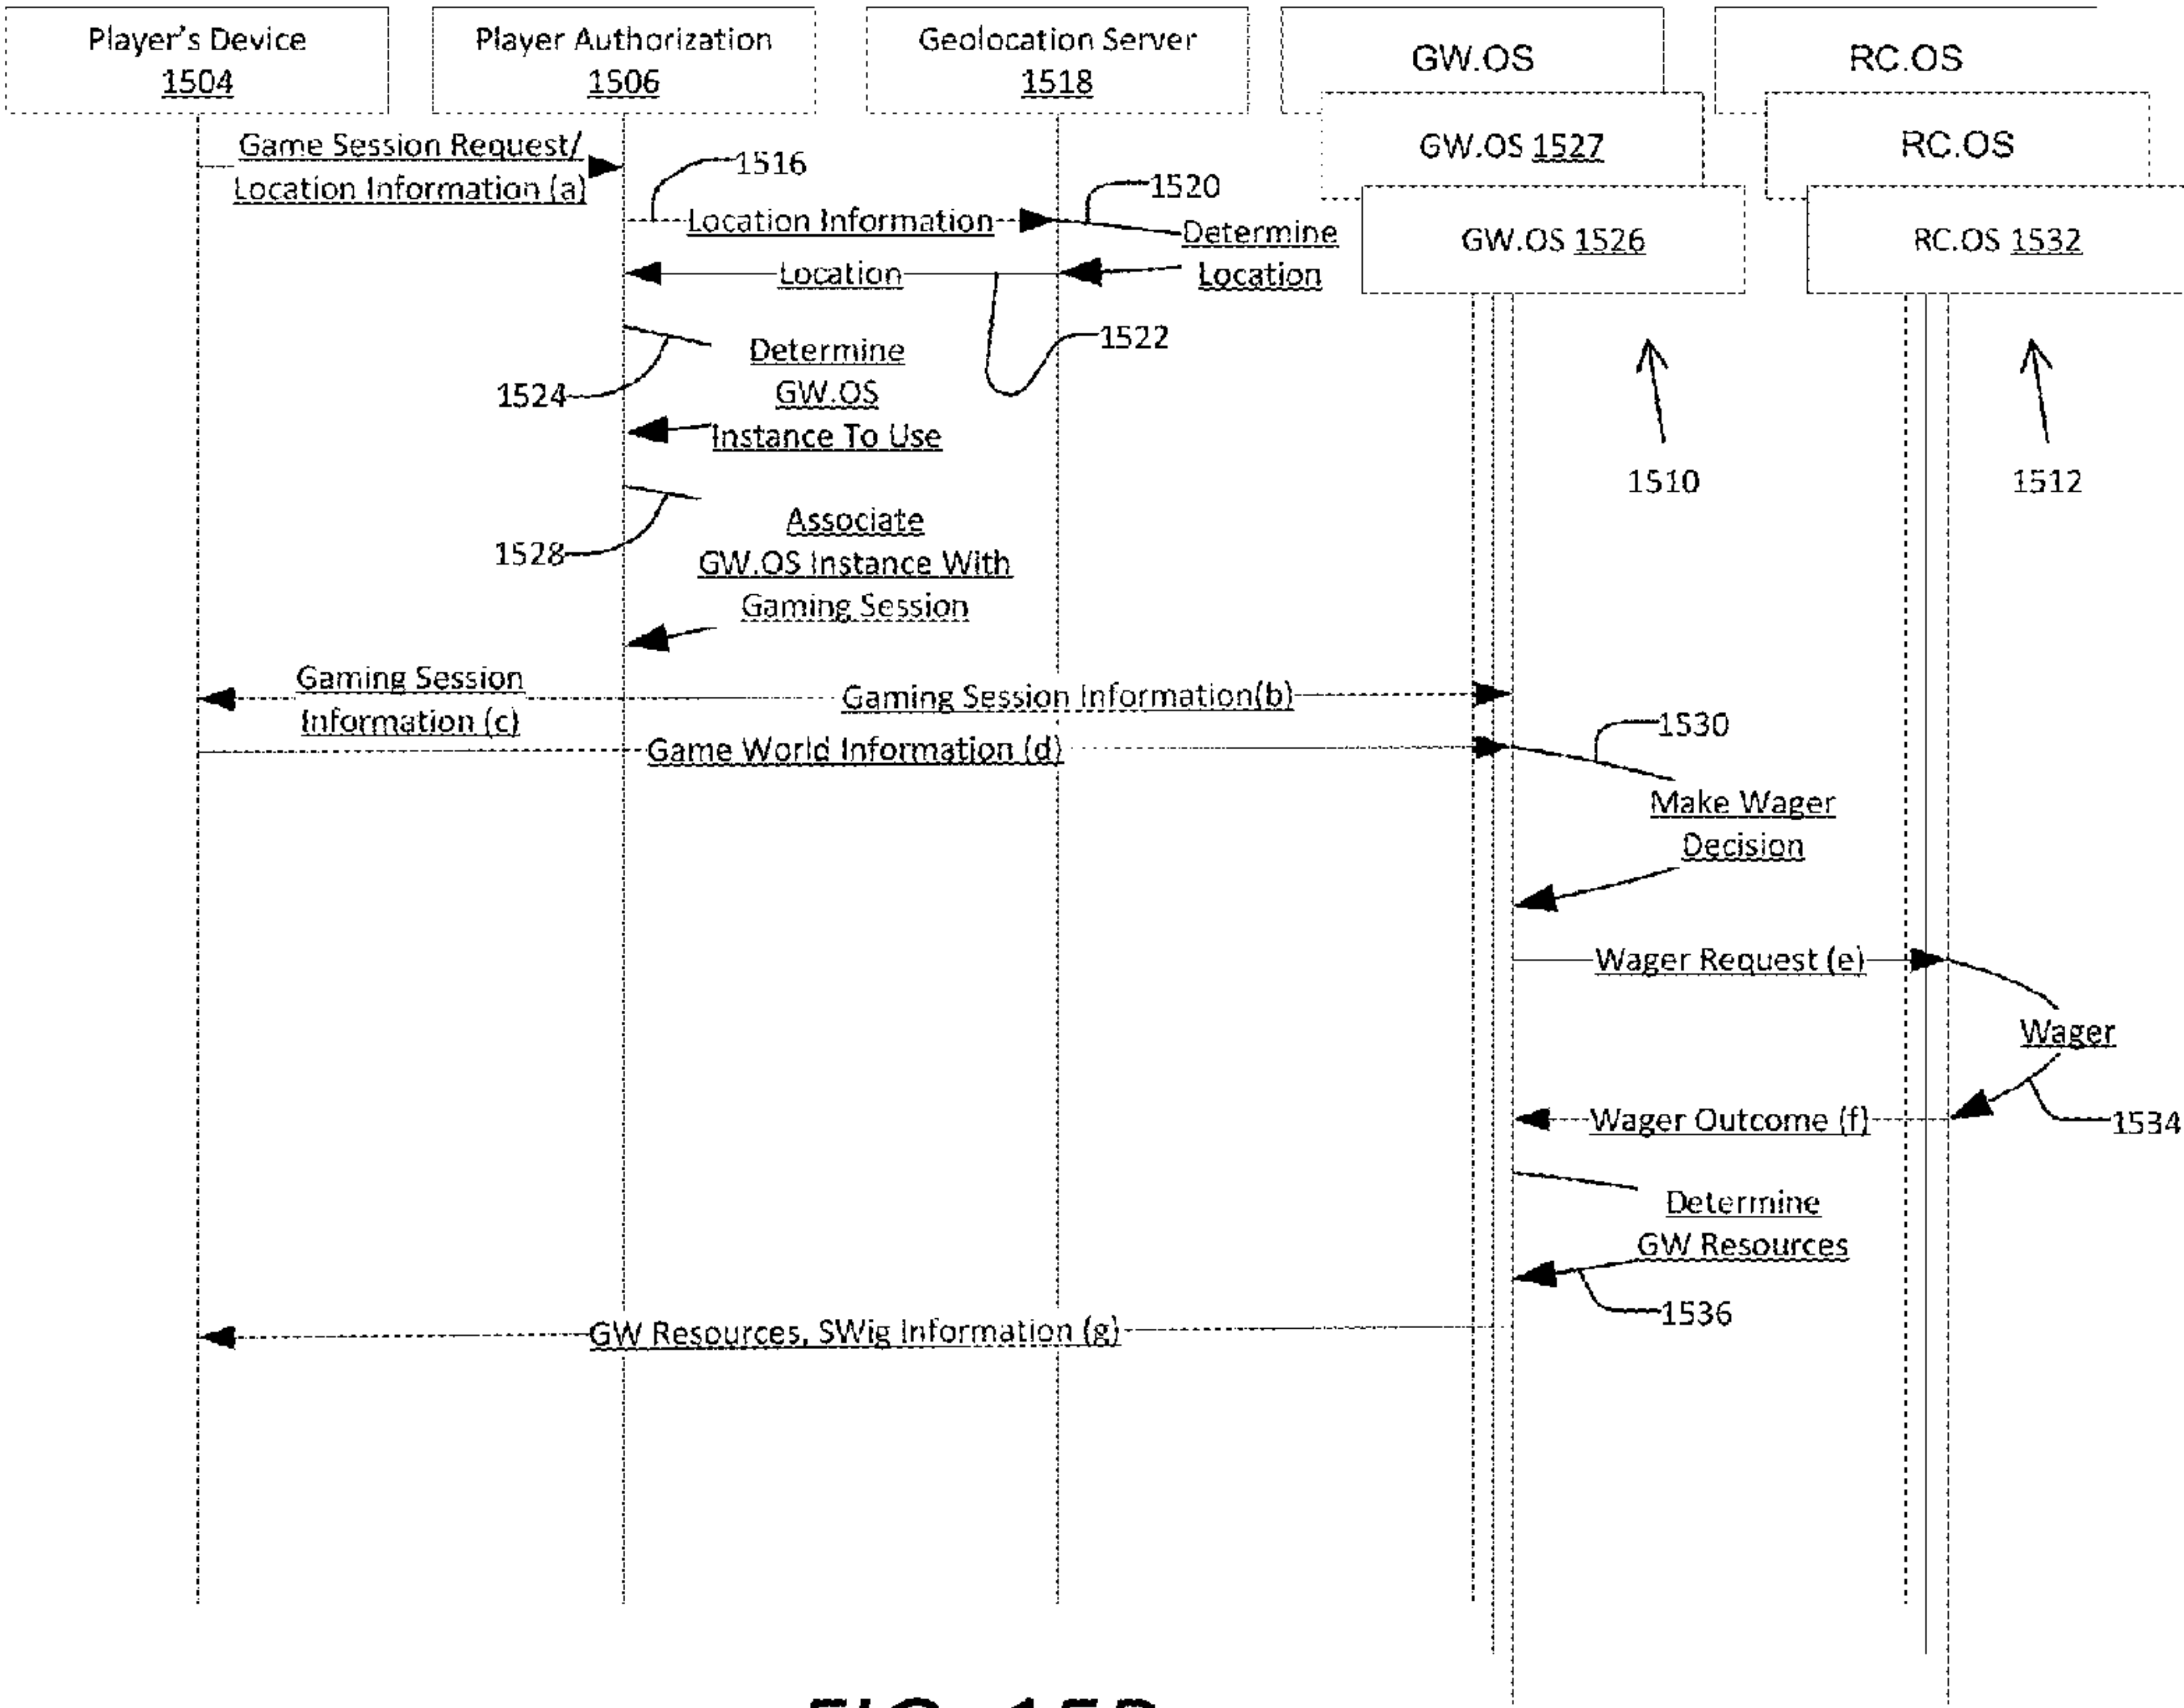 Player's Device
1504
Player Authorization
1506
Geolocation Server
1518
GW.OS
GW.OS 1527
GW.OS 1526
RC.OS
RC.OS
RC.OS 1532
Game Session Request/
Location Information (a)
1516
Location Information
1520
Determine
Location
Location
1522
1524
Determine
GW.OS
Instance To Use
1510
1512
1528
Associate
GW.OS Instance With
Gaming Session
Gaming Session
Information (c)
Gaming Session Information(b)
Game World Information (d)
1530
Make Wager
Decision
Wager Request (e)
Wager
1534
Wager Outcome (f)
Determine
GW Resources
1536
GW Resources, SWig Information (g)